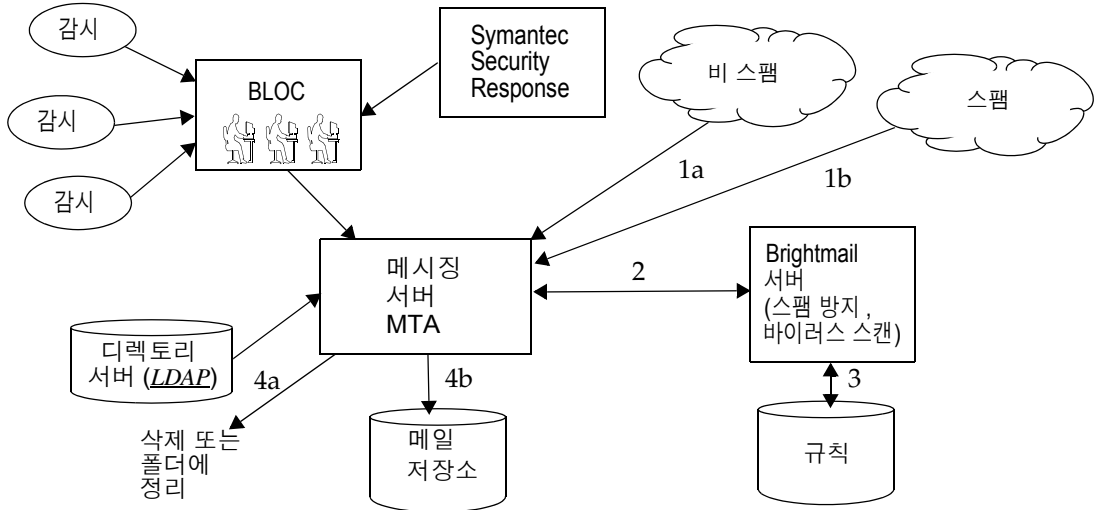 감시
감시
감시
BLOC
Symantec
Security
Response
비 스팸
스팸
1a
1b
메시징
서버
MTA
2
Brightmail
서버
(스팸 방지 ,
바이러스 스캔)
디렉토리
서버 (LDAP)
4a
4b
3
삭제 또는
폴더에
정리
메일
저장소
규칙